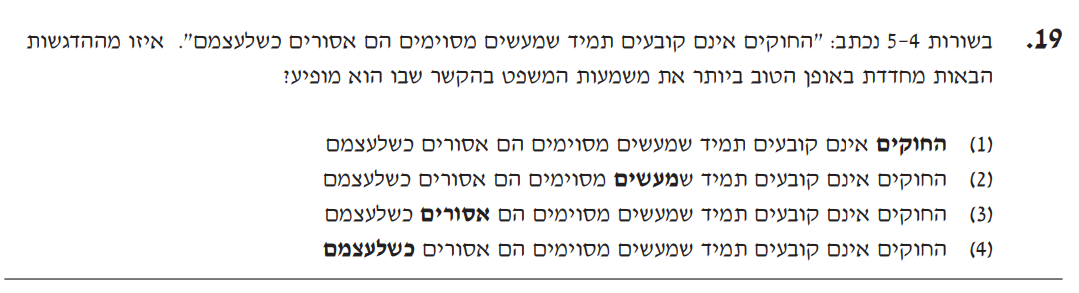 19. בשורות 5-4 נכתב: "החוקים אינם קובעים תמיד שמעשים מסוימים הם אסורים כשלעצמם". איזו מההדגשות
הבאות מחדדת באופן הטוב ביותר את משמעות המשפט בהקשר שבו הוא מופיע?
(1) החוקים אינם קובעים תמיד שמעשים מסוימים הם אסורים כשלעצמם
(2) החוקים אינם קובעים תמיד שמעשים מסוימים הם אסורים כשלעצמם
(3) החוקים אינם קובעים תמיד שמעשים מסוימים הם אסורים כשלעצמם
(4) החוקים אינם קובעים תמיד שמעשים מסוימים הם אסורים כשלעצמם